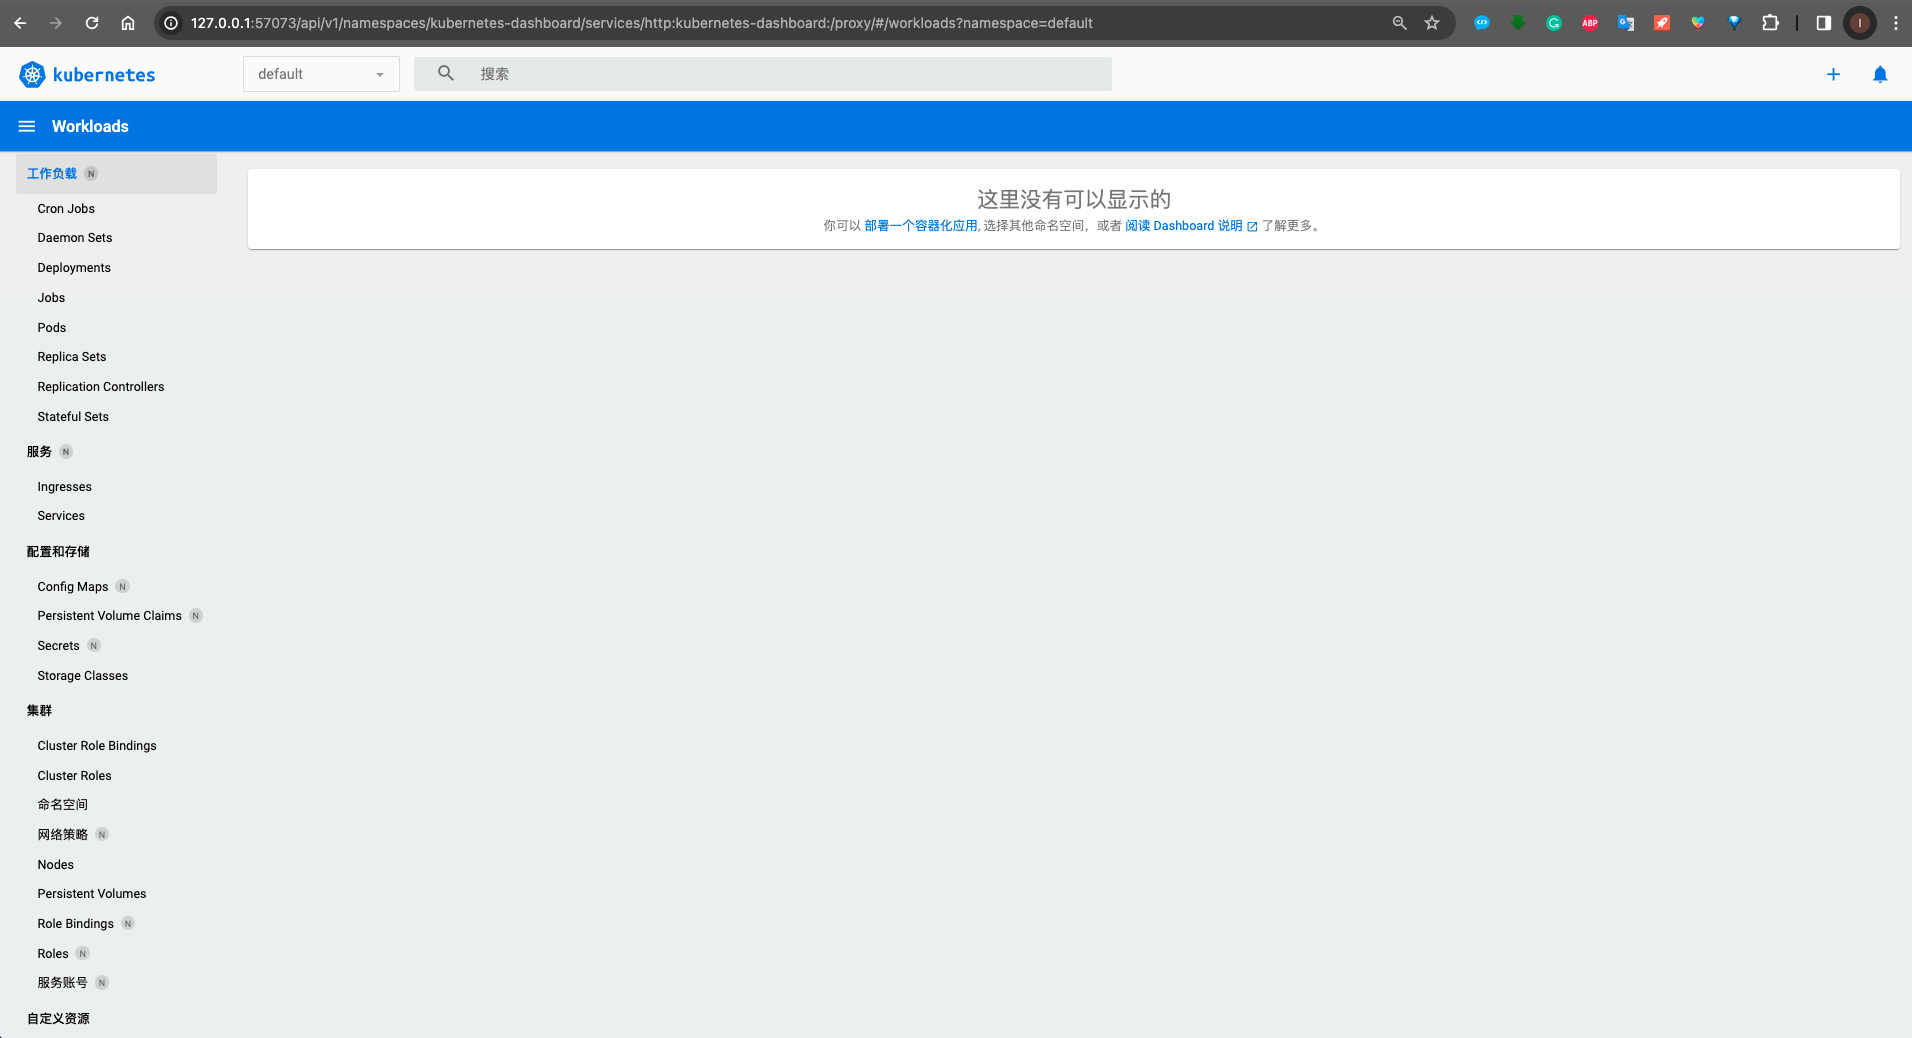 127.0.0.1:57073/api/v1/namespaces/kubernetes-dashboard/services/http:kubernetes-dashboard:/proxy/#/workloads?namespace=default
ABP
I
kubernetes
default
搜索
Workloads
工作负载 N
Cron Jobs
Daemon Sets
Deployments
Jobs
Pods
Replica Sets
Replication Controllers
Stateful Sets
服务 N
Ingresses
Services
配置和存储
Config Maps N
Persistent Volume Claims N
Secrets N
Storage Classes
集群
Cluster Role Bindings
Cluster Roles
命名空间
网络策略 N
Nodes
Persistent Volumes
Role Bindings N
Roles N
服务账号 N
自定义资源
这里没有可以显示的
你可以 部署一个容器化应用, 选择其他命名空间，或者 阅读 Dashboard 说明 了解更多。